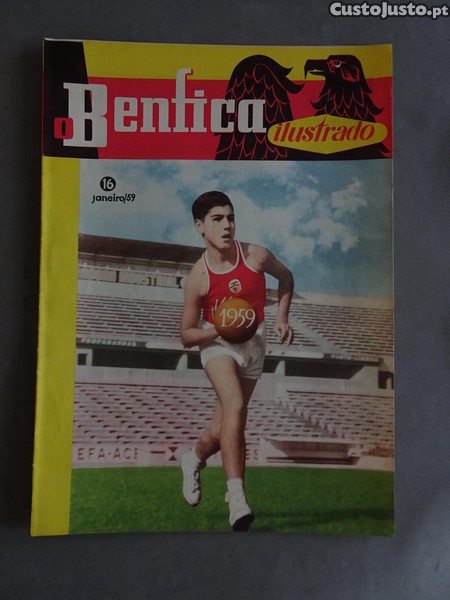 CustoJusto.pt
o Benfica
ilustrado
16
janeiro/59
1959
EFA-ACE